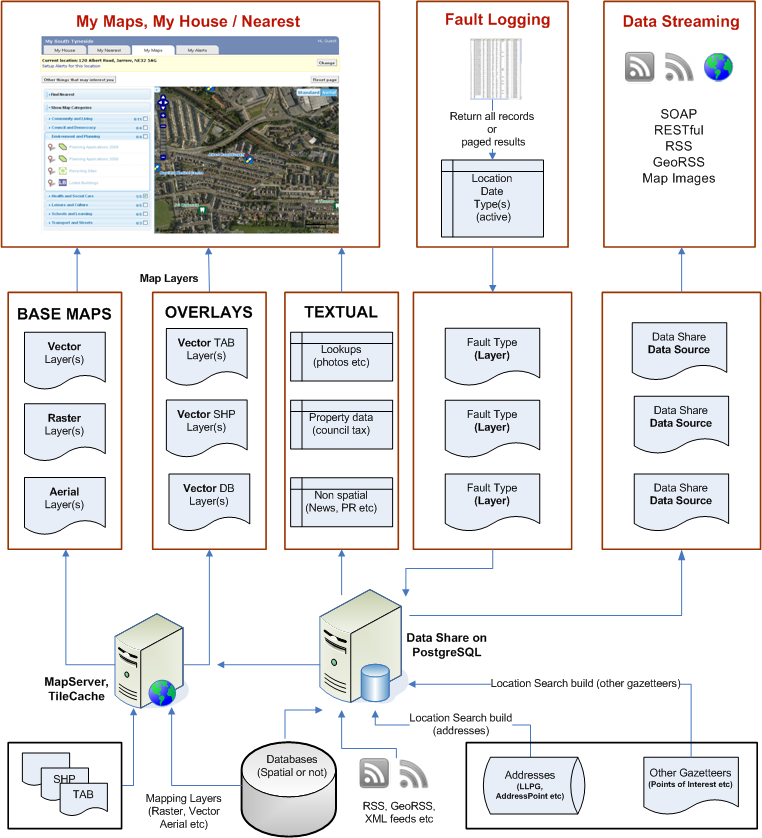 My Maps, My House / Nearest
Fault Logging
Data Streaming
My South Tyneside
Hi, Guest
My House
My Nearest
My Maps
My Alerts
Current location: 120 Albert Road, Jarrow, NE32 5AG
Setup Alerts for this location
Change
Other things that may interest you
Reset page
Find Nearest
Show Map Categories
Community and Living
Council and Democracy
Environment and Planning
Planning Applications
Planning Applications
Recycling Sites
Listed Buildings
Health and Social Care
Leisure and Culture
Schools and Learning
Transport and Streets
Standard
Aerial
Return all records
or
paged results
Location
Date
Type(s)
(active)
SOAP
RESTful
RSS
GeoRSS
Map Images
Map Layers
BASE MAPS
Vector
Layer(s)
Raster
Layer(s)
Aerial
Layer(s)
OVERLAYS
Vector TAB
Layer(s)
Vector SHP
Layer(s)
Vector DB
Layer(s)
TEXTUAL
Lookups
(photos etc)
Property data
(council tax)
Non spatial
(News, PR etc)
Fault Type
(Layer)
Fault Type
(Layer)
Fault Type
(Layer)
Data Share
Data Source
Data Share
Data Source
Data Share
Data Source
MapServer,
TileCache
Data Share on
PostgreSQL
Location Search build (other gazetteers)
Location Search build
(addresses)
SHP
TAB
Mapping Layers
(Raster, Vector
Aerial etc)
Databases
(Spatial or not)
RSS, GeoRSS,
XML feeds etc
Addresses
(LLPG,
AddressPoint etc)
Other Gazetteers
(Points of Interest etc)